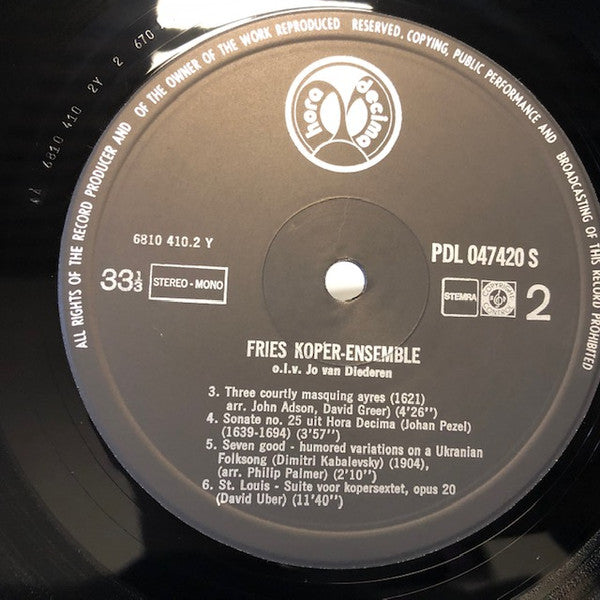 ALL RIGHTS OF THE RECORD PRODUCER AND OF THE OWNER OF THE WORK REPRODUCED RESERVED. COPYING, PUBLIC PERFORMANCE AND BROADCASTING OF THIS RECORD PROHIBITED
6810 410 2Y 2 670
hora decima
6810 410.2 Y
PDL 047420 S
33⅓ STEREO - MONO
STEMRA
2
FRIES KOPER-ENSEMBLE
o.l.v. Jo van Diederen
3. Three courtly masquing ayres (1621)
arr. John Adson, David Greer) (4'26'')
4. Sonate no. 25 uit Hora Decima (Johan Pezel)
(1639-1694) (3'57'')
5. Seven good - humored variations on a Ukranian
Folksong (Dimitri Kabalevsky) (1904),
(arr. Philip Palmer) (2'10'')
6. St. Louis - Suite voor kopersextet, opus 20
(David Uber) (11'40'')